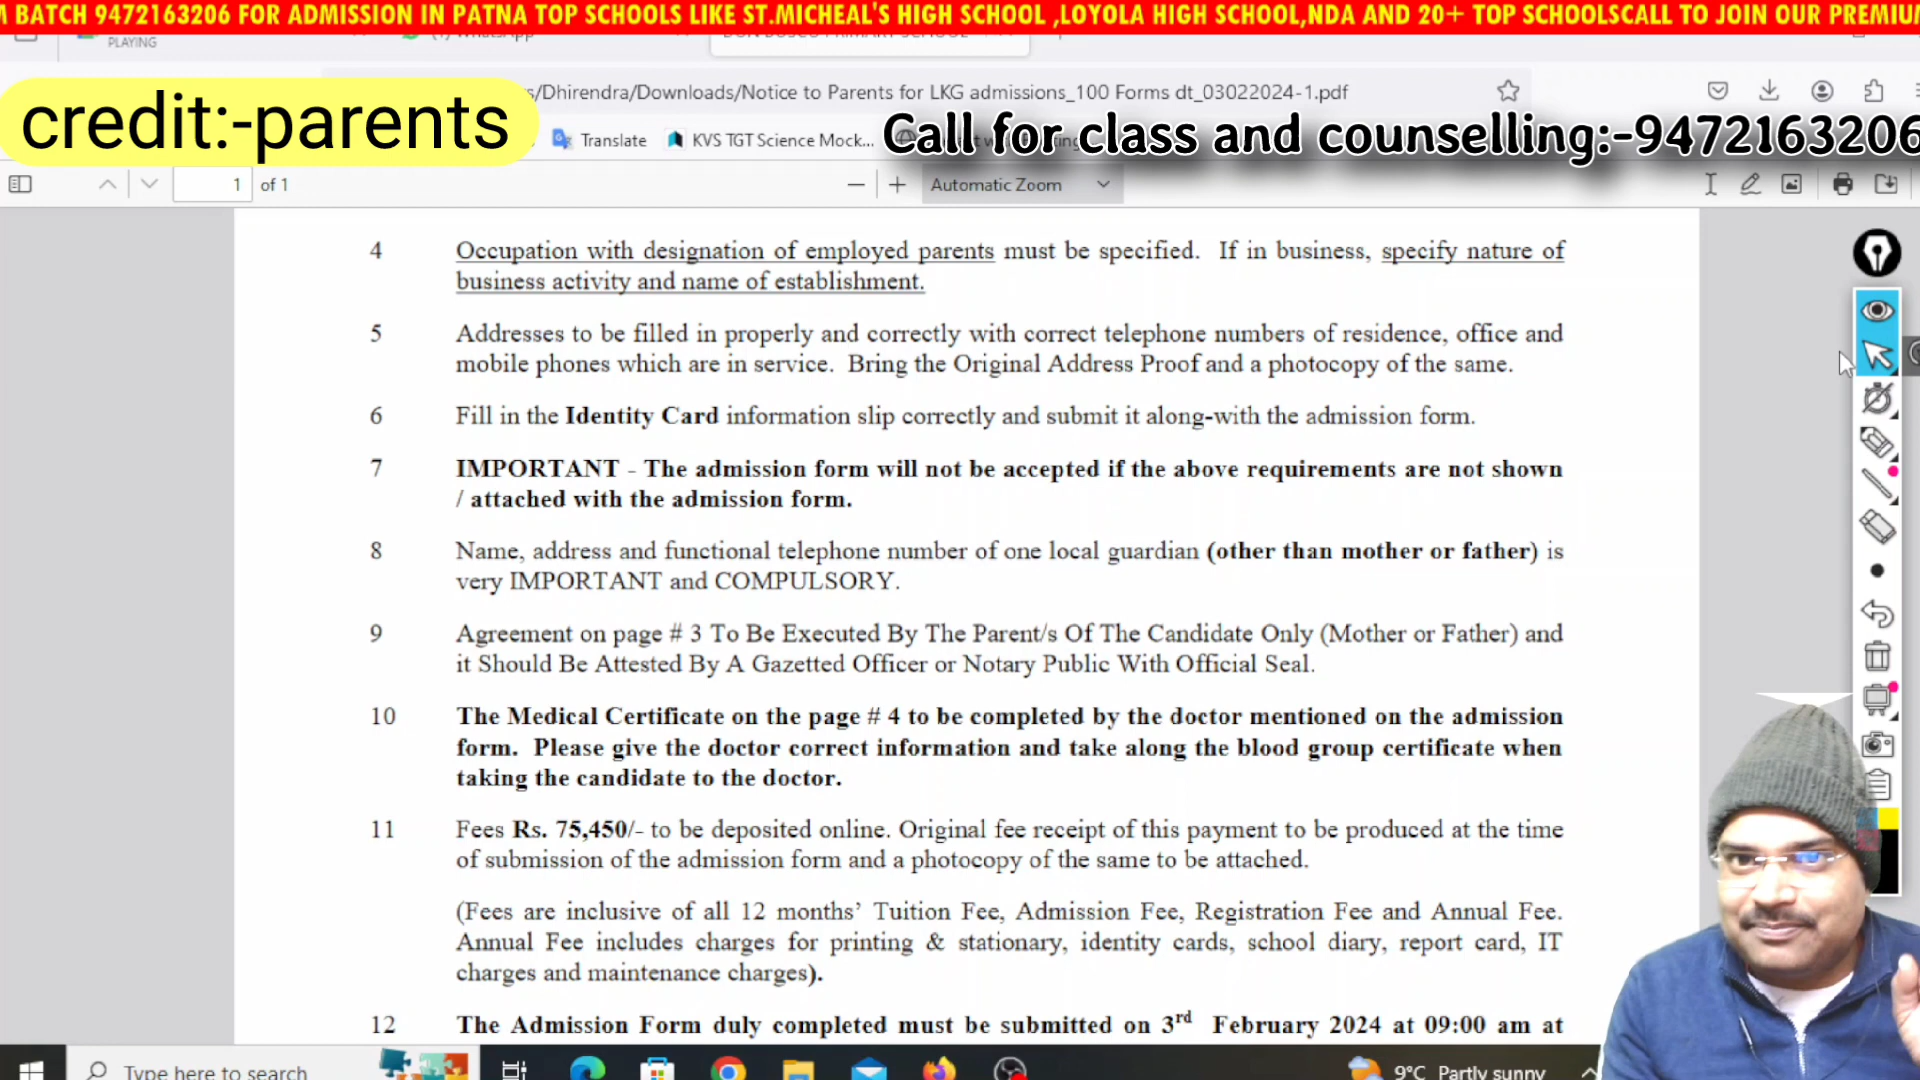 M BATCH 9472163206 FOR ADMISSION IN PATNA TOP SCHOOLS LIKE ST.MICHEAL'S HIGH SCHOOL ,LOYOLA HIGH SCHOOL,NDA AND 20+ TOP SCHOOLSCALL TO JOIN OUR PREMIUM
PLAYING
credit:-parents
s/Dhirendra/Downloads/Notice to Parents for LKG admissions_100 Forms dt_03022024-1.pdf
Translate
KVS TGT Science Mock...
Call for class and counselling:-9472163206
1 of 1
Automatic Zoom
4 Occupation with designation of employed parents must be specified. If in business, specify nature of
business activity and name of establishment.
5 Addresses to be filled in properly and correctly with correct telephone numbers of residence, office and
mobile phones which are in service. Bring the Original Address Proof and a photocopy of the same.
6 Fill in the Identity Card information slip correctly and submit it along-with the admission form.
7 IMPORTANT - The admission form will not be accepted if the above requirements are not shown
/ attached with the admission form.
8 Name, address and functional telephone number of one local guardian (other than mother or father) is
very IMPORTANT and COMPULSORY.
9 Agreement on page # 3 To Be Executed By The Parent/s Of The Candidate Only (Mother or Father) and
it Should Be Attested By A Gazetted Officer or Notary Public With Official Seal.
10 The Medical Certificate on the page # 4 to be completed by the doctor mentioned on the admission
form. Please give the doctor correct information and take along the blood group certificate when
taking the candidate to the doctor.
11 Fees Rs. 75,450/- to be deposited online. Original fee receipt of this payment to be produced at the time
of submission of the admission form and a photocopy of the same to be attached.
(Fees are inclusive of all 12 months' Tuition Fee, Admission Fee, Registration Fee and Annual Fee.
Annual Fee includes charges for printing & stationary, identity cards, school diary, report card, IT
charges and maintenance charges).
12 The Admission Form duly completed must be submitted on 3rd February 2024 at 09:00 am at
Type here to search
9°C Partly sunny